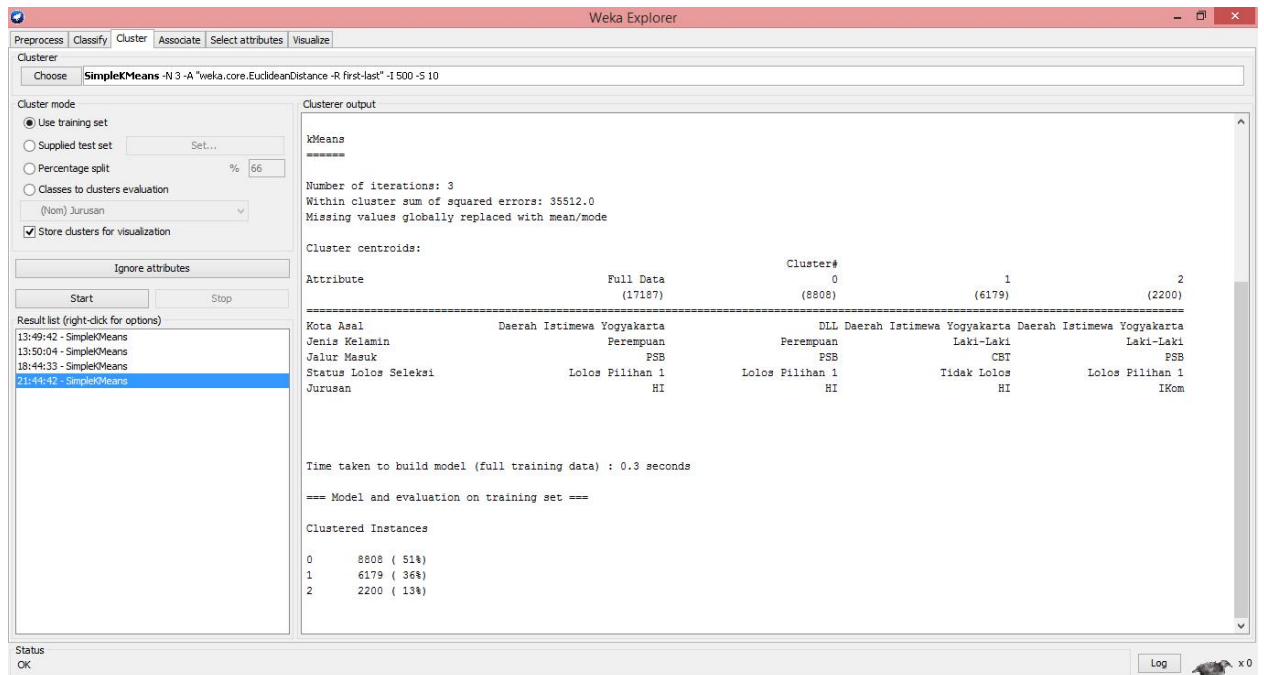 Weka Explorer
Preprocess Classify Cluster Associate Select attributes Visualize
Clusterer
Choose SimpleKMeans -N 3 -A "weka.core.EuclideanDistance -R first-last" -I 500 -S 10
Cluster mode
Use training set
Supplied test set Set...
Percentage split % 66
Classes to clusters evaluation
(Nom) Jurusan
Store clusters for visualization
Ignore attributes
Start Stop
Result list (right-click for options)
13:49:42 - SimpleKMeans
13:50:04 - SimpleKMeans
18:44:33 - SimpleKMeans
21:44:42 - SimpleKMeans
Clusterer output
kMeans
======
Number of iterations: 3
Within cluster sum of squared errors: 35512.0
Missing values globally replaced with mean/mode
Cluster centroids:
Cluster#
Attribute Full Data 0 1 2
(17187) (8808) (6179) (2200)
Kota Asal Daerah Istimewa Yogyakarta DLL Daerah Istimewa Yogyakarta Daerah Istimewa Yogyakarta
Jenis Kelamin Perempuan Perempuan Laki-Laki Laki-Laki
Jalur Masuk PSB PSB CBT PSB
Status Lolos Seleksi Lolos Pilihan 1 Lolos Pilihan 1 Tidak Lolos Lolos Pilihan 1
Jurusan HI HI HI IKom
Time taken to build model (full training data) : 0.3 seconds
=== Model and evaluation on training set ===
Clustered Instances
0 8808 ( 51%)
1 6179 ( 36%)
2 2200 ( 13%)
Status
OK
Log x 0